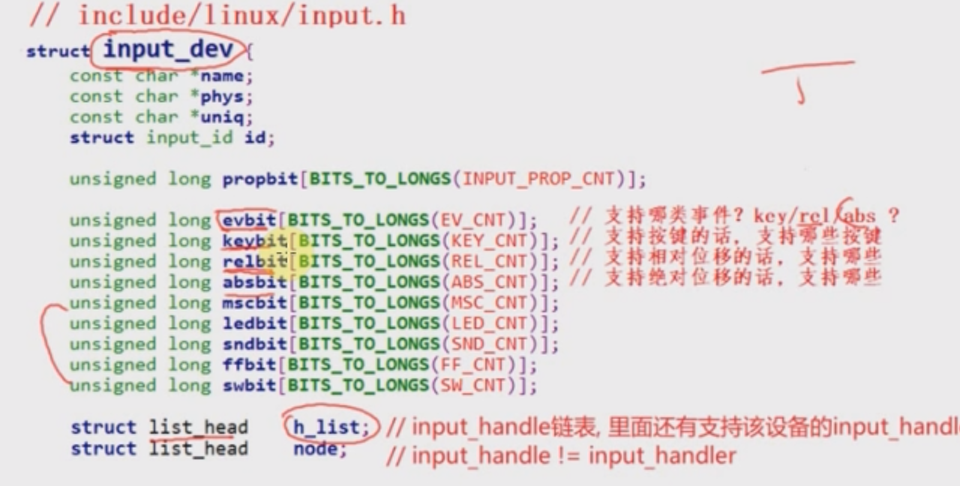 // include/linux/input.h
struct input_dev {
const char *name;
const char *phys;
const char *uniq;
struct input_id id;
unsigned long propbit[BITS_TO_LONGS(INPUT_PROP_CNT)];
unsigned long evbit[BITS_TO_LONGS(EV_CNT)]; // 支持哪类事件? key/rel/abs ?
unsigned long keybit[BITS_TO_LONGS(KEY_CNT)]; // 支持按键的话, 支持哪些按键
unsigned long relbit[BITS_TO_LONGS(REL_CNT)]; // 支持相对位移的话, 支持哪些
unsigned long absbit[BITS_TO_LONGS(ABS_CNT)]; // 支持绝对位移的话, 支持哪些
unsigned long mscbit[BITS_TO_LONGS(MSC_CNT)];
unsigned long ledbit[BITS_TO_LONGS(LED_CNT)];
unsigned long sndbit[BITS_TO_LONGS(SND_CNT)];
unsigned long ffbit[BITS_TO_LONGS(FF_CNT)];
unsigned long swbit[BITS_TO_LONGS(SW_CNT)];
struct list_head h_list; // input_handle链表, 里面还有支持该设备的input_handle
struct list_head node; // input_handle != input_handler